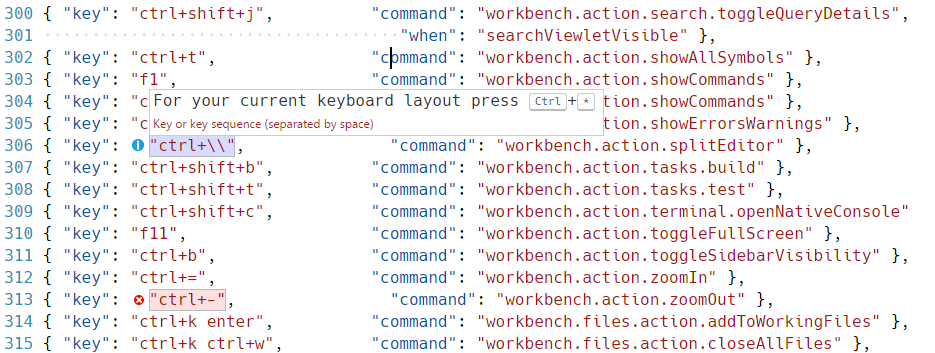 300 { "key": "ctrl+shift+j", "command": "workbench.action.search.toggleQueryDetails",
301 "when": "searchViewletVisible" },
302 { "key": "ctrl+t", "command": "workbench.action.showAllSymbols" },
303 { "key": "f1", "command": "workbench.action.showCommands" },
304 { "key": "c tion.showCommands" },
For your current keyboard layout press Ctrl+*
Key or key sequence (separated by space)
305 { "key": "c tion.showErrorsWarnings" },
306 { "key": "ctrl+\\", "command": "workbench.action.splitEditor" },
307 { "key": "ctrl+shift+b", "command": "workbench.action.tasks.build" },
308 { "key": "ctrl+shift+t", "command": "workbench.action.tasks.test" },
309 { "key": "ctrl+shift+c", "command": "workbench.action.terminal.openNativeConsole"
310 { "key": "f11", "command": "workbench.action.toggleFullScreen" },
311 { "key": "ctrl+b", "command": "workbench.action.toggleSidebarVisibility" },
312 { "key": "ctrl+=", "command": "workbench.action.zoomIn" },
313 { "key": "ctrl+-", "command": "workbench.action.zoomOut" },
314 { "key": "ctrl+k enter", "command": "workbench.files.action.addToWorkingFiles" },
315 { "key": "ctrl+k ctrl+w", "command": "workbench.files.action.closeAllFiles" },